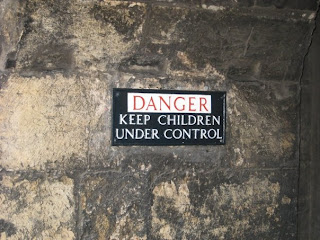 DANGER
KEEP CHILDREN
UNDER CONTROL